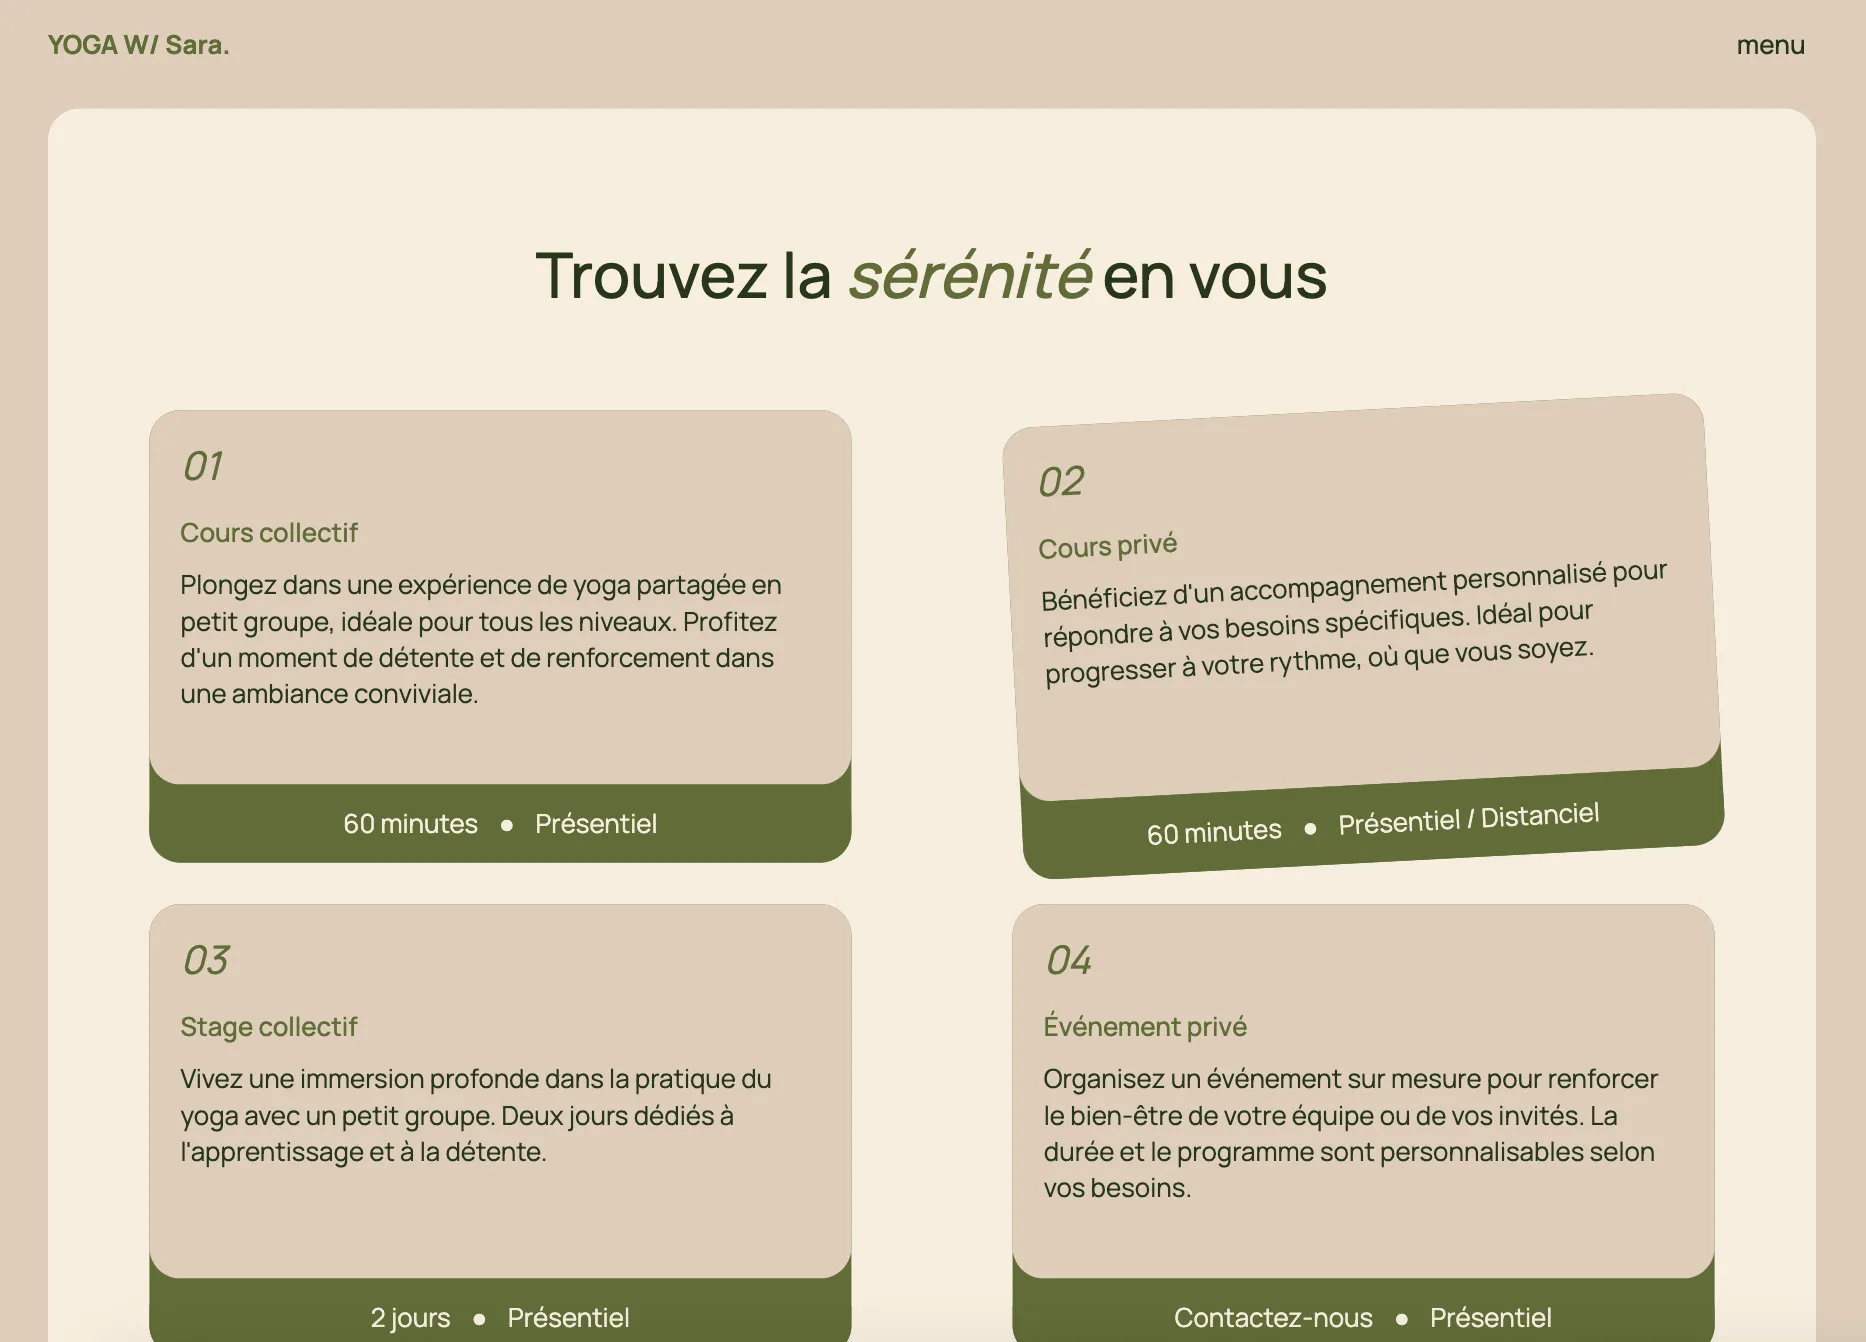 YOGA W/ Sara.
menu
Trouvez la sérénité en vous
01
Cours collectif
Plongez dans une expérience de yoga partagée en
petit groupe, idéale pour tous les niveaux. Profitez
d'un moment de détente et de renforcement dans
une ambiance conviviale.
60 minutes ● Présentiel
02
Cours privé
Bénéficiez d'un accompagnement personnalisé pour
répondre à vos besoins spécifiques. Idéal pour
progresser à votre rythme, où que vous soyez.
60 minutes ● Présentiel / Distanciel
03
Stage collectif
Vivez une immersion profonde dans la pratique du
yoga avec un petit groupe. Deux jours dédiés à
l'apprentissage et à la détente.
2 jours ● Présentiel
04
Événement privé
Organisez un événement sur mesure pour renforcer
le bien-être de votre équipe ou de vos invités. La
durée et le programme sont personnalisables selon
vos besoins.
Contactez-nous ● Présentiel